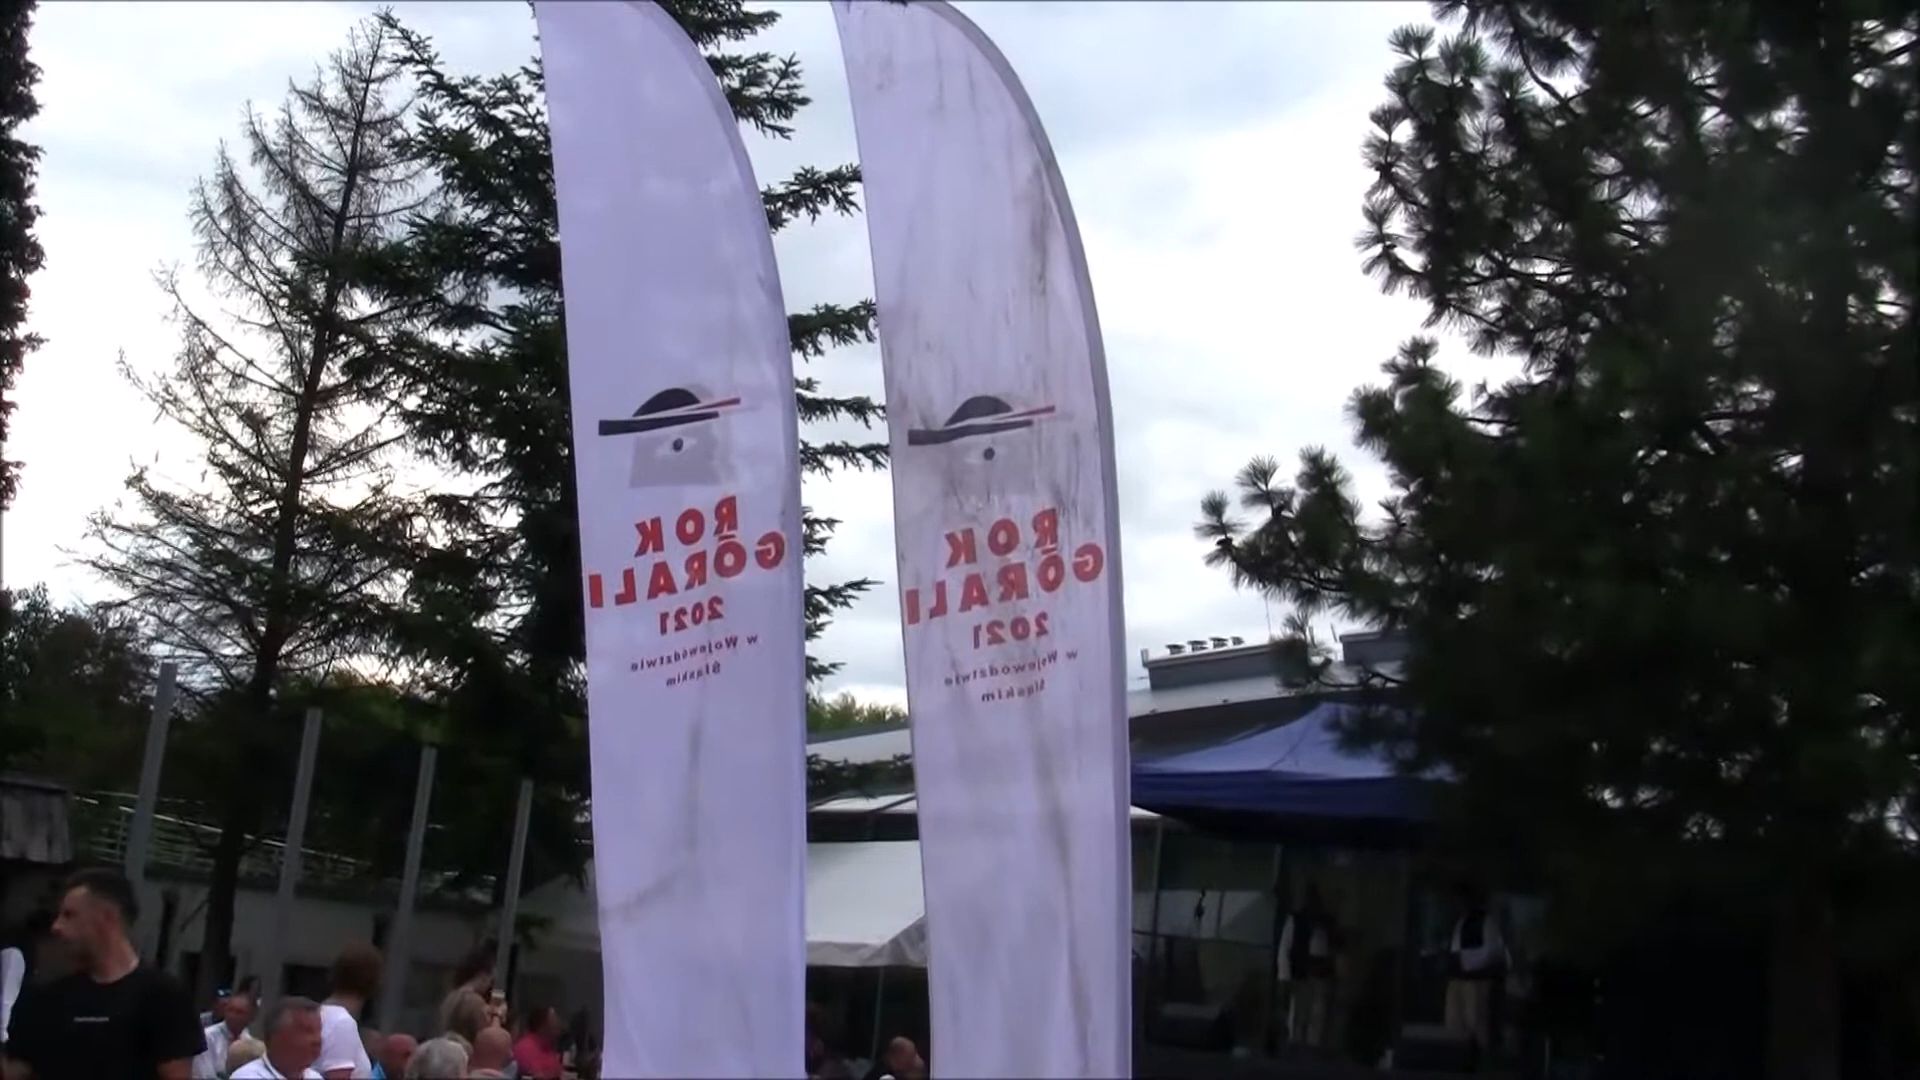 ROK
GÓRALI
2021
w Województwie
Śląskim
ROK
GÓRALI
2021
w Województwie
Śląskim